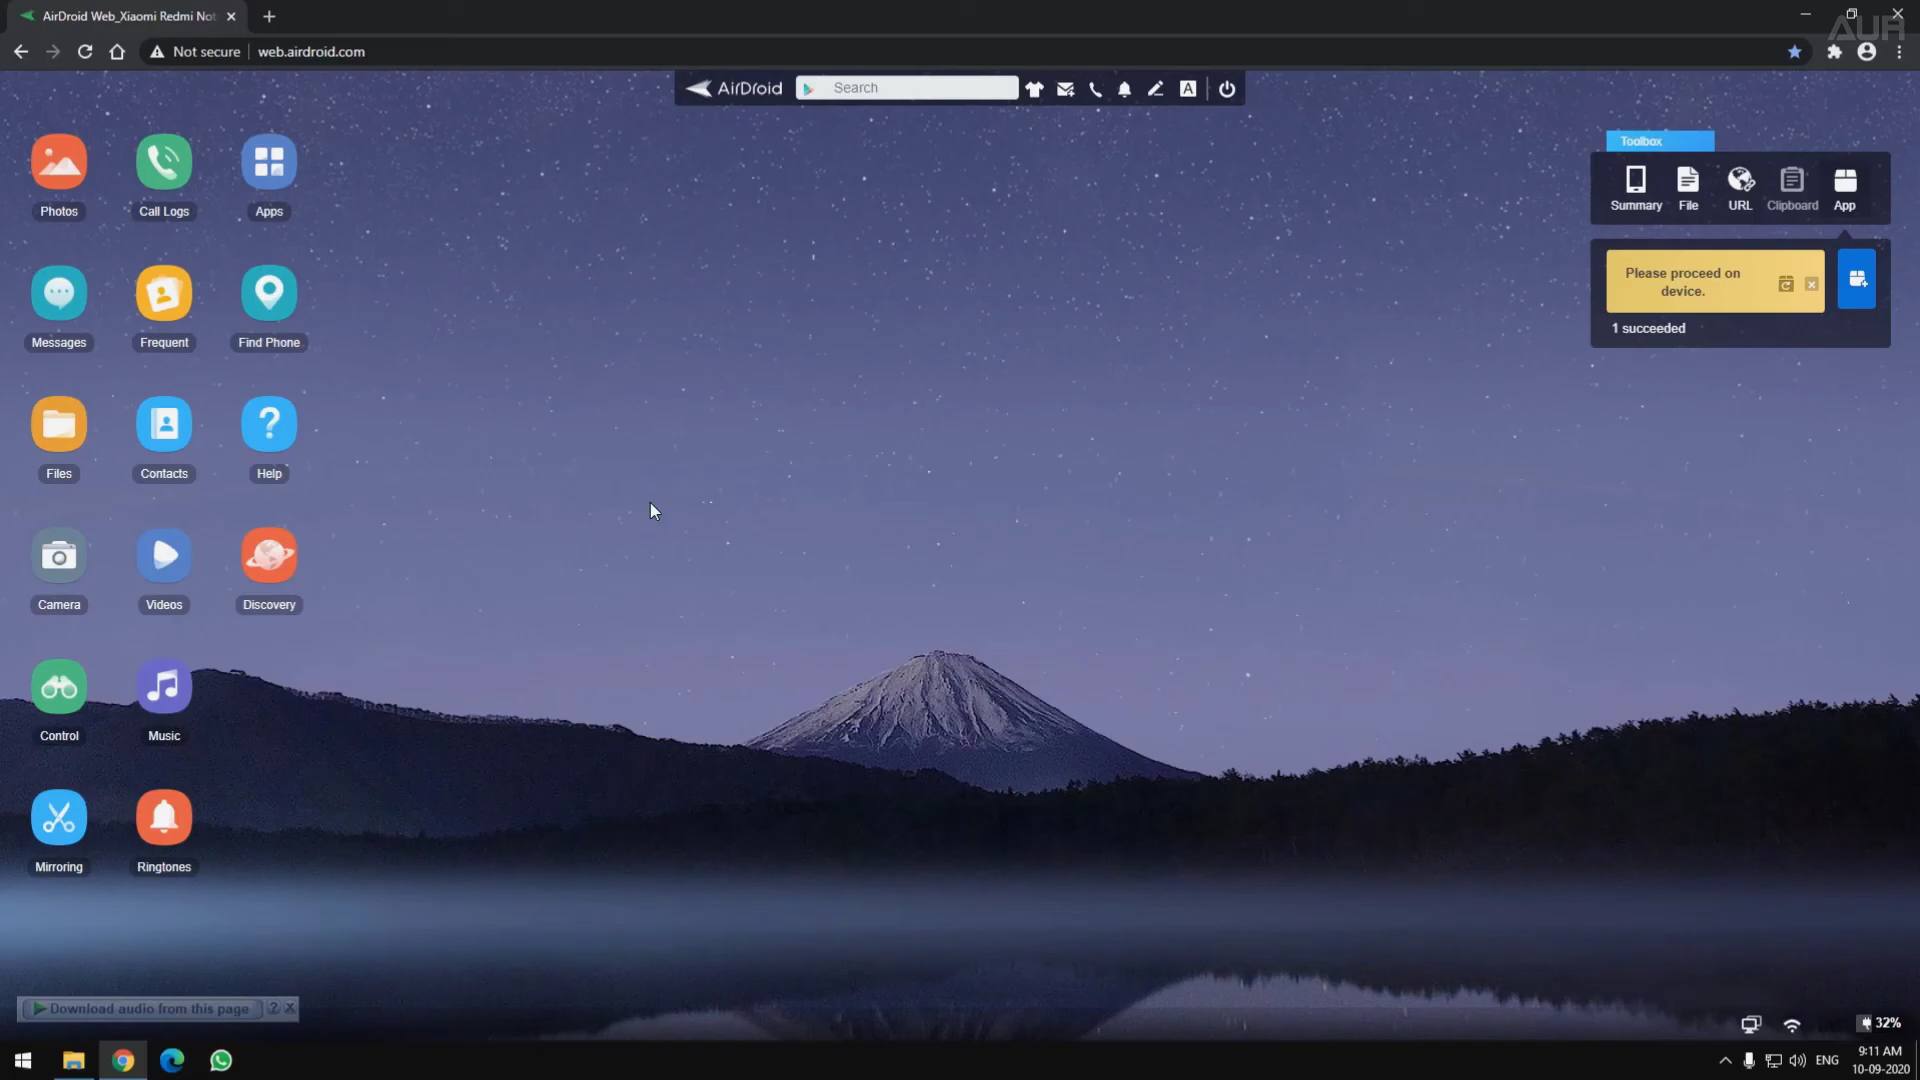 AirDroid Web_Xiaomi Redmi Not
AUR
Not secure
web.airdroid.com
AirDroid
Search
A
Toolbox
Photos
Call Logs
Apps
Summary
File
URL
Clipboard
App
Please proceed on
device.
1 succeeded
Messages
Frequent
Find Phone
Files
Contacts
?
Help
Camera
Videos
Discovery
Control
Music
Mirroring
Ringtones
Download audio from this page
?
32%
ENG
9:11 AM
10-09-2020